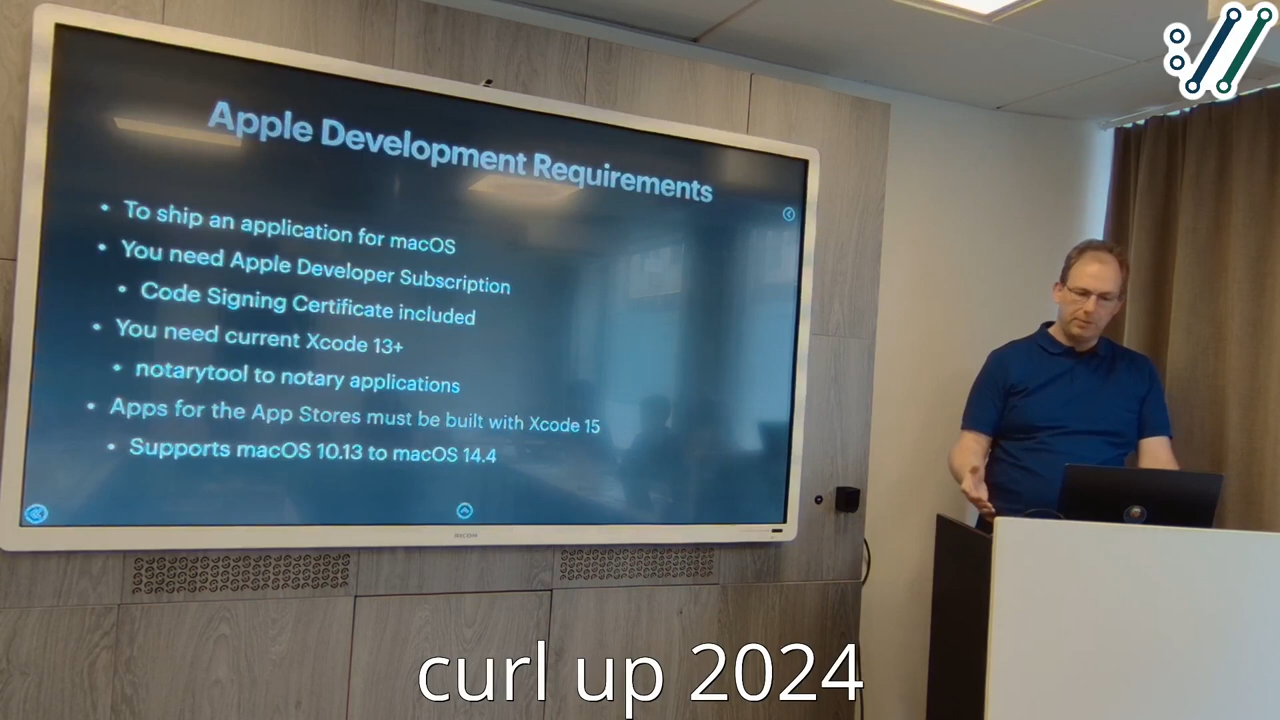 Apple Development Requirements
• To ship an application for macOS
• You need Apple Developer Subscription
• Code Signing Certificate included
• You need current Xcode 13+
• notarytool to notary applications
• Apps for the App Stores must be built with Xcode 15
• Supports macOS 10.13 to macOS 14.4
RICOH
curl up 2024